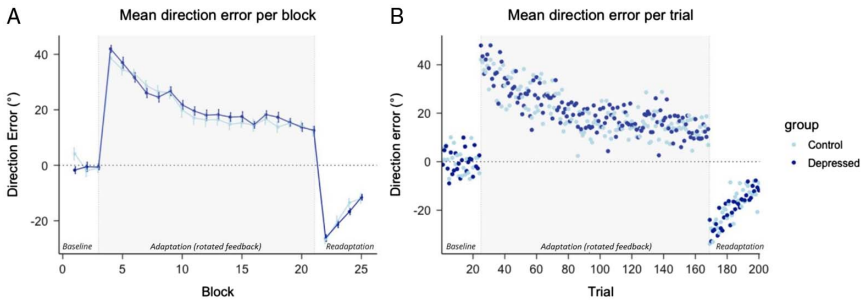 A
Mean direction error per block
Direction Error (°)
40
20
0
-20
Baseline
Adaptation (rotated feedback)
Readaptation
0 5 10 15 20 25
Block
B
Mean direction error per trial
Direction error (°)
40
20
0
-20
Baseline
Adaptation (rotated feedback)
Readaptation
20 40 60 80 100 120 140 160 180 200
Trial
group
Control
Depressed